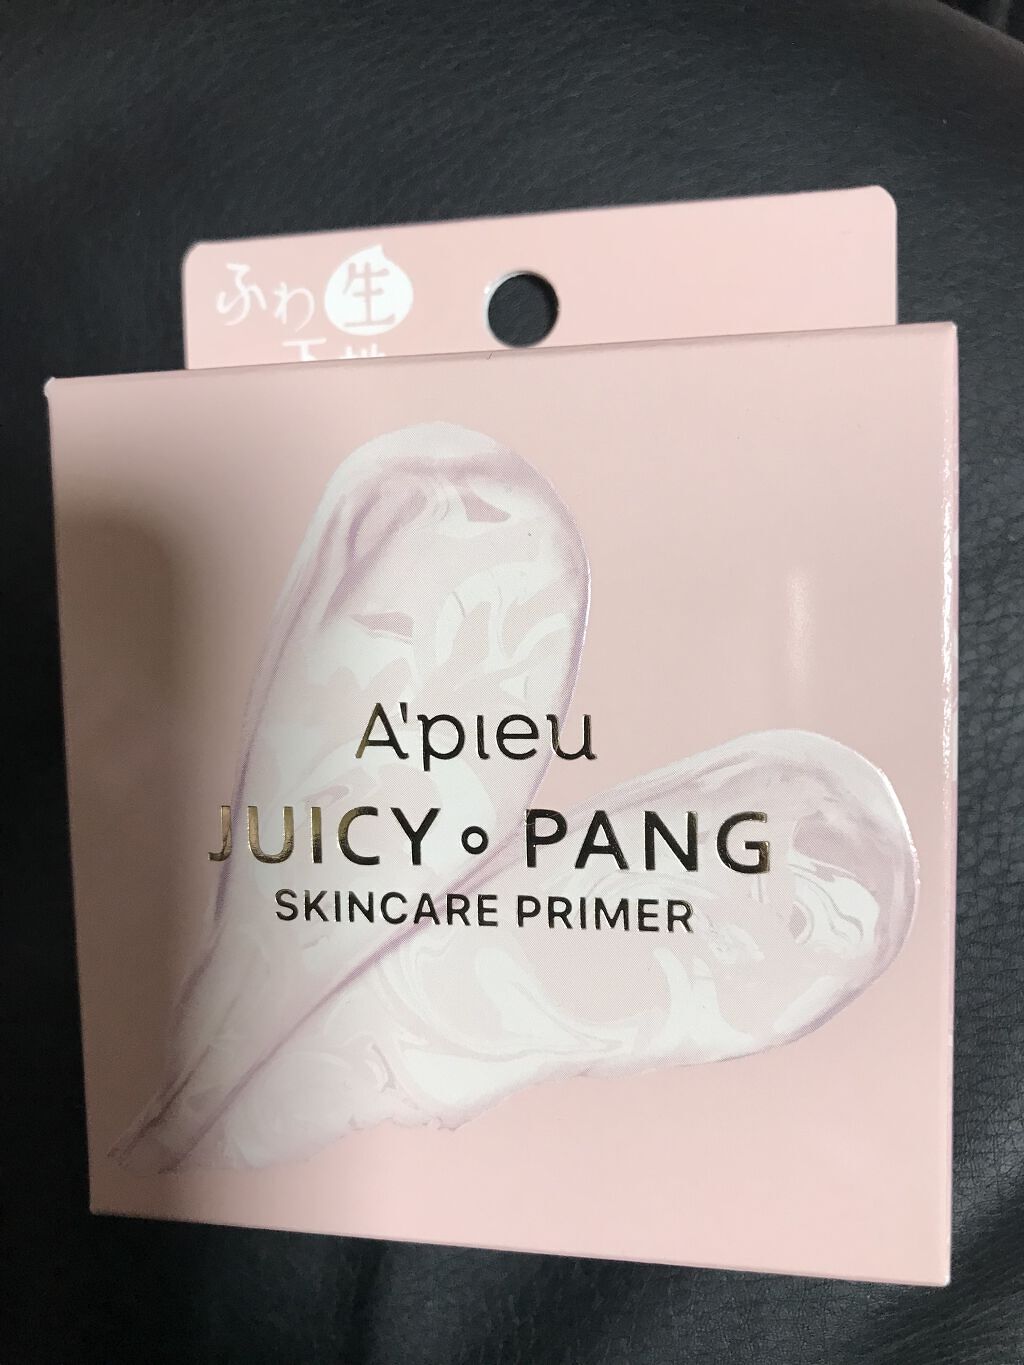 ふわ生
A'pieu
JUICY • PANG
SKINCARE PRIMER